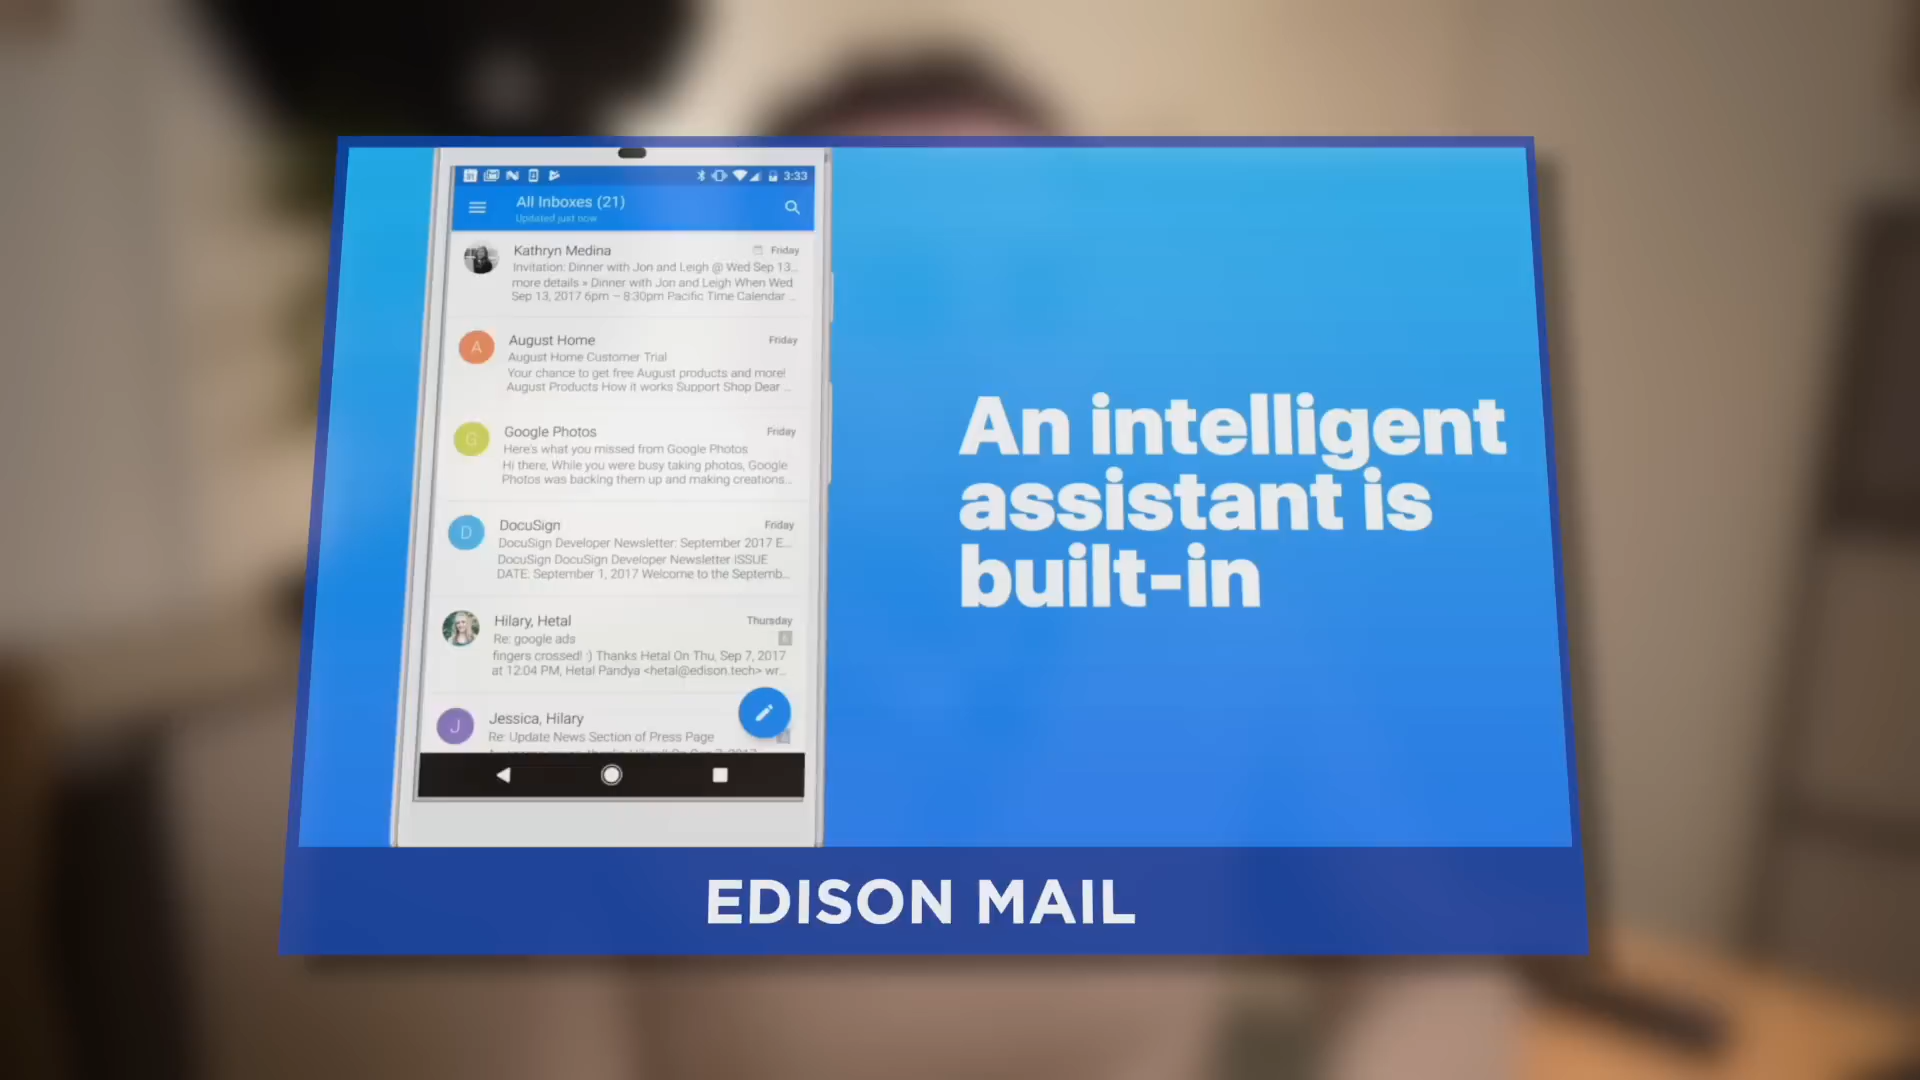 3:33
All Inboxes (21)
Updated just now
Kathryn Medina
Friday
Invitation: Dinner with Jon and Leigh @ Wed Sep 13...
more details » Dinner with Jon and Leigh When Wed
Sep 13, 2017 6pm – 8:30pm Pacific Time Calendar ...
A
August Home
Friday
August Home Customer Trial
Your chance to get free August products and more!
August Products How it works Support Shop Dear ...
G
Google Photos
Friday
Here's what you missed from Google Photos
Hi there, While you were busy taking photos, Google
Photos was backing them up and making creations...
D
DocuSign
Friday
DocuSign Developer Newsletter: September 2017 E...
DocuSign DocuSign Developer Newsletter ISSUE
DATE: September 1, 2017 Welcome to the Septemb...
Hilary, Hetal
Thursday
Re: google ads
fingers crossed! :) Thanks Hetal On Thu, Sep 7, 2017
at 12:04 PM, Hetal Pandya <hetal@edison.tech> wr...
J
Jessica, Hilary
Re: Update News Section of Press Page
An intelligent
assistant is
built-in
EDISON MAIL